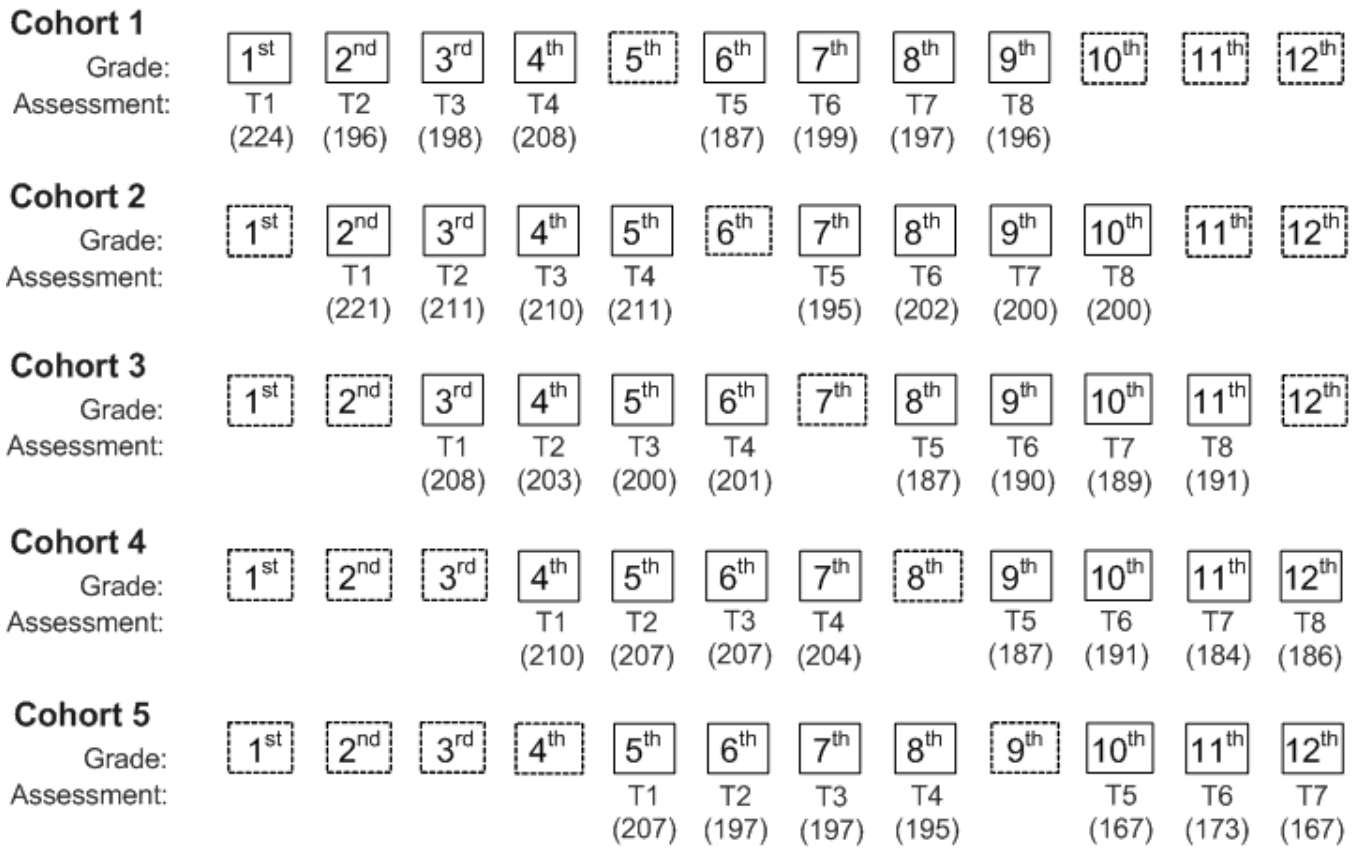 Cohort 1
Grade: 1st 2nd 3rd 4th 5th 6th 7th 8th 9th 10th 11th 12th
Assessment: T1 T2 T3 T4 T5 T6 T7 T8
(224) (196) (198) (208) (187) (199) (197) (196)
Cohort 2
Grade: 1st 2nd 3rd 4th 5th 6th 7th 8th 9th 10th 11th 12th
Assessment: T1 T2 T3 T4 T5 T6 T7 T8
(221) (211) (210) (211) (195) (202) (200) (200)
Cohort 3
Grade: 1st 2nd 3rd 4th 5th 6th 7th 8th 9th 10th 11th 12th
Assessment: T1 T2 T3 T4 T5 T6 T7 T8
(208) (203) (200) (201) (187) (190) (189) (191)
Cohort 4
Grade: 1st 2nd 3rd 4th 5th 6th 7th 8th 9th 10th 11th 12th
Assessment: T1 T2 T3 T4 T5 T6 T7 T8
(210) (207) (207) (204) (187) (191) (184) (186)
Cohort 5
Grade: 1st 2nd 3rd 4th 5th 6th 7th 8th 9th 10th 11th 12th
Assessment: T1 T2 T3 T4 T5 T6 T7
(207) (197) (197) (195) (167) (173) (167)